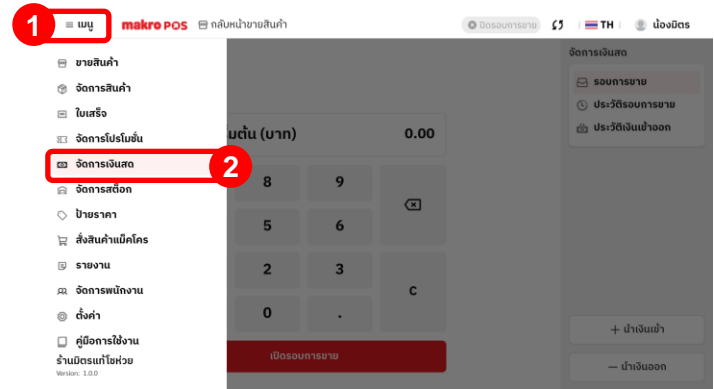 1
เมนู
makro POS
กลับหน้าขายสินค้า
ปิดรอบการขาย
TH
น้องมิตร
ขายสินค้า
จัดการสินค้า
ใบเสร็จ
จัดการโปรโมชั่น
จัดการเงินสด
2
จัดการสต็อก
ป้ายราคา
สั่งสินค้าแม็คโคร
รายงาน
จัดการพนักงาน
ตั้งค่า
คู่มือการใช้งาน
ร้านมิตรแท้โชห่วย
Version: 1.0.0
(บาท)
0.00
8
9
5
6
2
3
C
0
.
เปิดรอบการขาย
จัดการเงินสด
รอบการขาย
ประวัติรอบการขาย
ประวัติเงินเข้าออก
+ นำเงินเข้า
— นำเงินออก